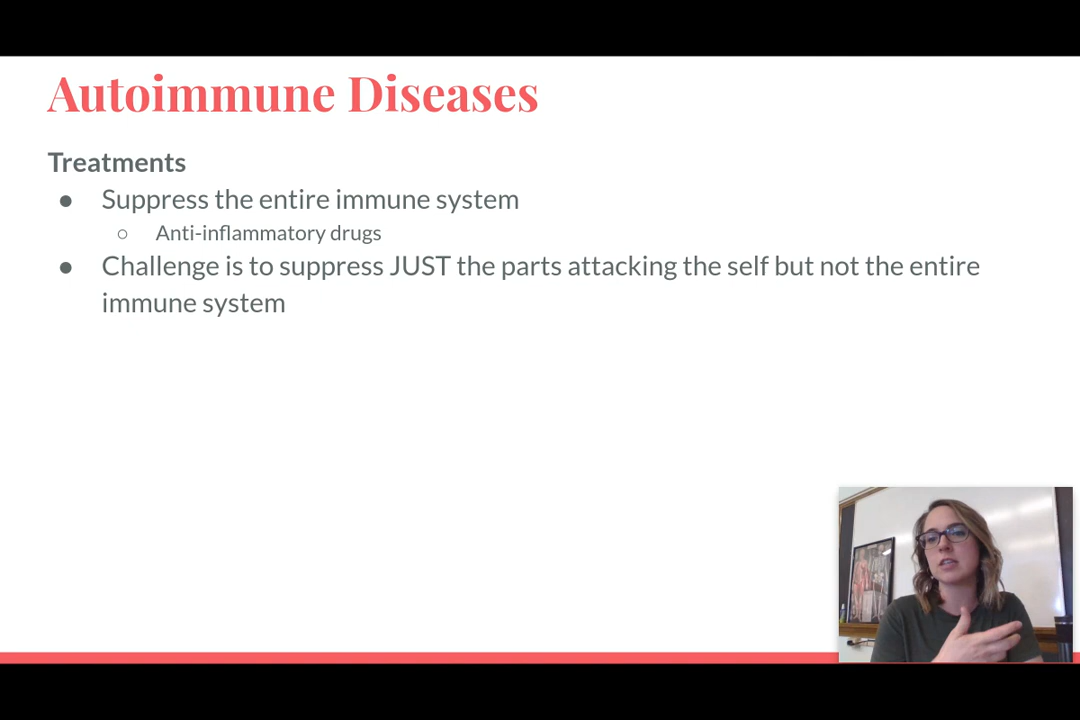 Autoimmune Diseases
Treatments
● Suppress the entire immune system
○ Anti-inflammatory drugs
● Challenge is to suppress JUST the parts attacking the self but not the entire
immune system